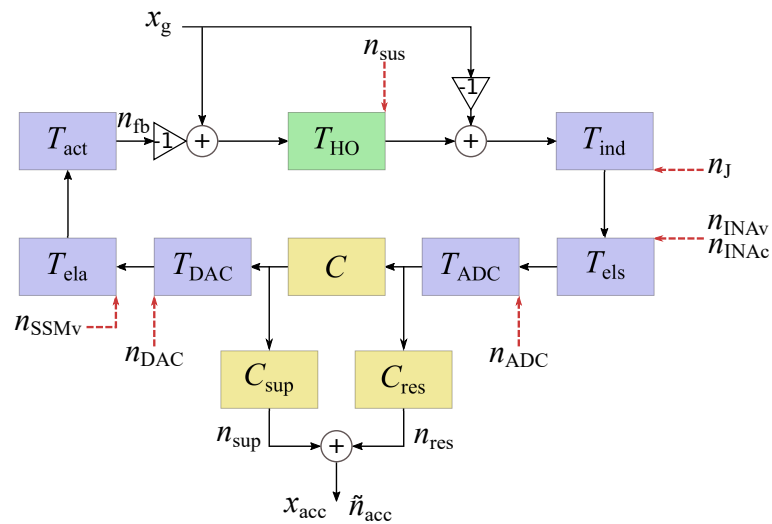 x_g
n_sus
-1
n_fb
T_act
-1
+
T_HO
+
T_ind
n_J
n_INAv
n_INAc
T_ela
T_DAC
C
T_ADC
T_els
n_SSMv
n_DAC
n_ADC
C_sup
C_res
n_sup
+
n_res
x_acc ñ_acc